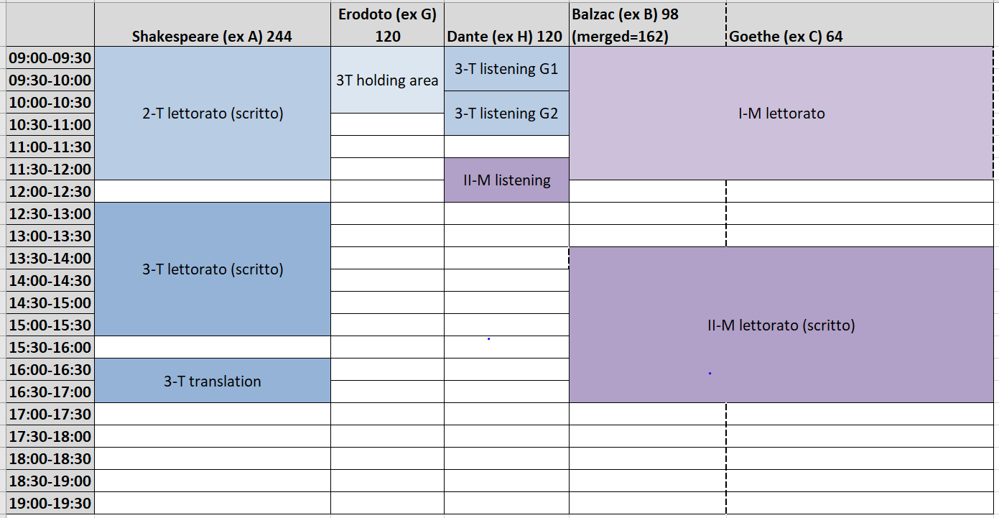 Shakespeare (ex A) 244
Erodoto (ex G)
120
Dante (ex H) 120
Balzac (ex B) 98
(merged=162)
Goethe (ex C) 64
09:00-09:30
09:30-10:00
10:00-10:30
10:30-11:00
11:00-11:30
11:30-12:00
12:00-12:30
12:30-13:00
13:00-13:30
13:30-14:00
14:00-14:30
14:30-15:00
15:00-15:30
15:30-16:00
16:00-16:30
16:30-17:00
17:00-17:30
17:30-18:00
18:00-18:30
18:30-19:00
19:00-19:30
2-T lettorato (scritto)
3-T lettorato (scritto)
3-T translation
3T holding area
3-T listening G1
3-T listening G2
II-M listening
I-M lettorato
II-M lettorato (scritto)